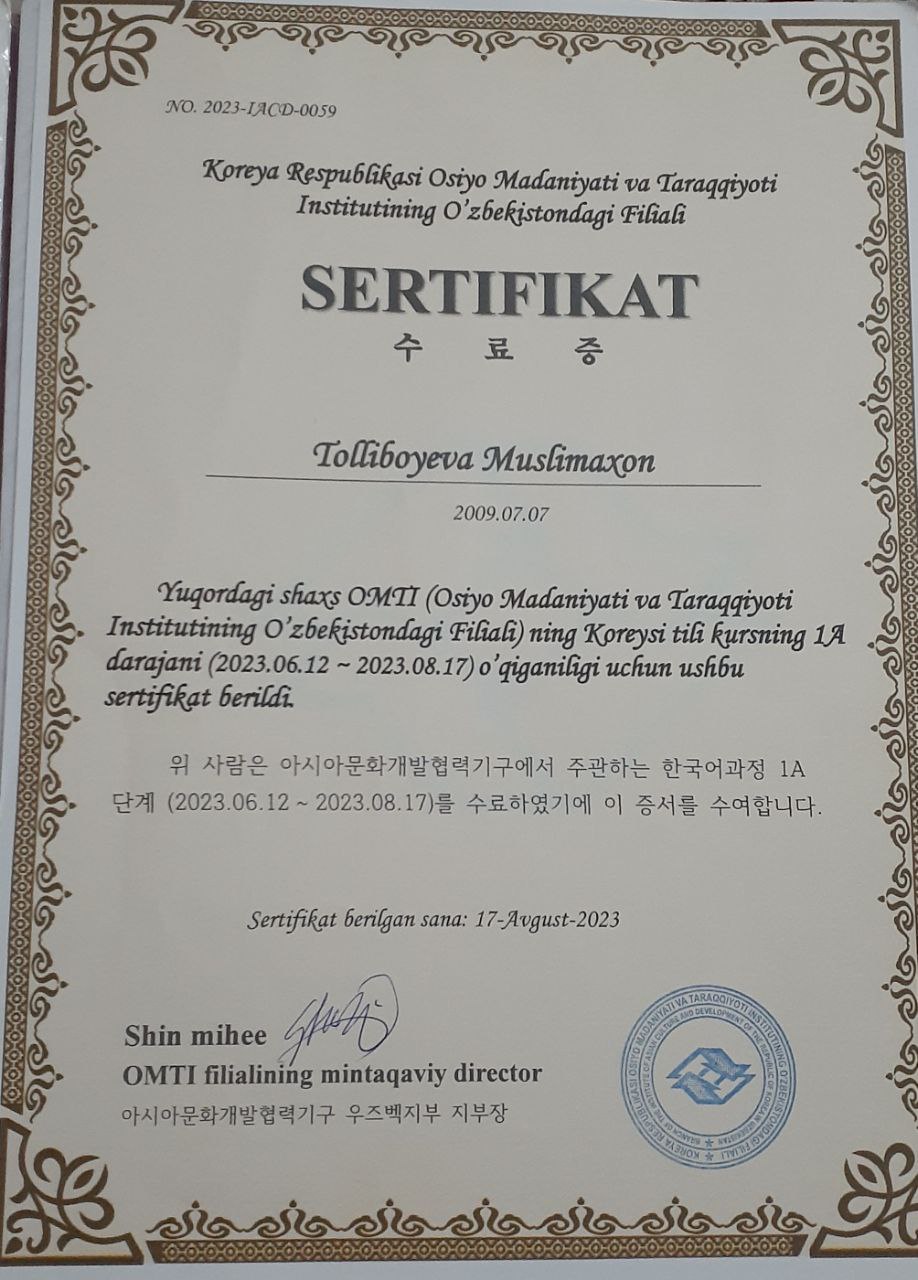 NO. 2023-IACD-0059
Koreya Respublikasi Osiyo Madaniyati va Taraqqiyoti
Institutining O'zbekistondagi Filiali
SERTIFIKAT
수 료 증
Tolliboyeva Muslimaxon
2009.07.07
Yuqordagi shaxs OMTI (Osiyo Madaniyati va Taraqqiyoti
Institutining O'zbekistondagi Filiali) ning Koreysi tili kursning 1A
darajani (2023.06.12 ~ 2023.08.17) o'qiganiligi uchun ushbu
sertifikat berildi.
위 사람은 아시아문화개발협력기구에서 주관하는 한국어과정 1A
단계 (2023.06.12 ~ 2023.08.17)를 수료하였기에 이 증서를 수여합니다.
Sertifikat berilgan sana: 17-Avgust-2023
Shin mihee
OMTI filialining mintaqaviy director
아시아문화개발협력기구 우즈벡지부 지부장
KOREYA RESPUBLIKASI OSIYO MADANIYATI VA TARAQQIYOTI INSTITUTINING O'ZBEKISTONDAGI FILIALI
BRANCH OF THE INSTITUTE OF ASIAN CULTURE AND DEVELOPMENT OF THE REPUBLIC OF KOREA IN UZBEKISTAN